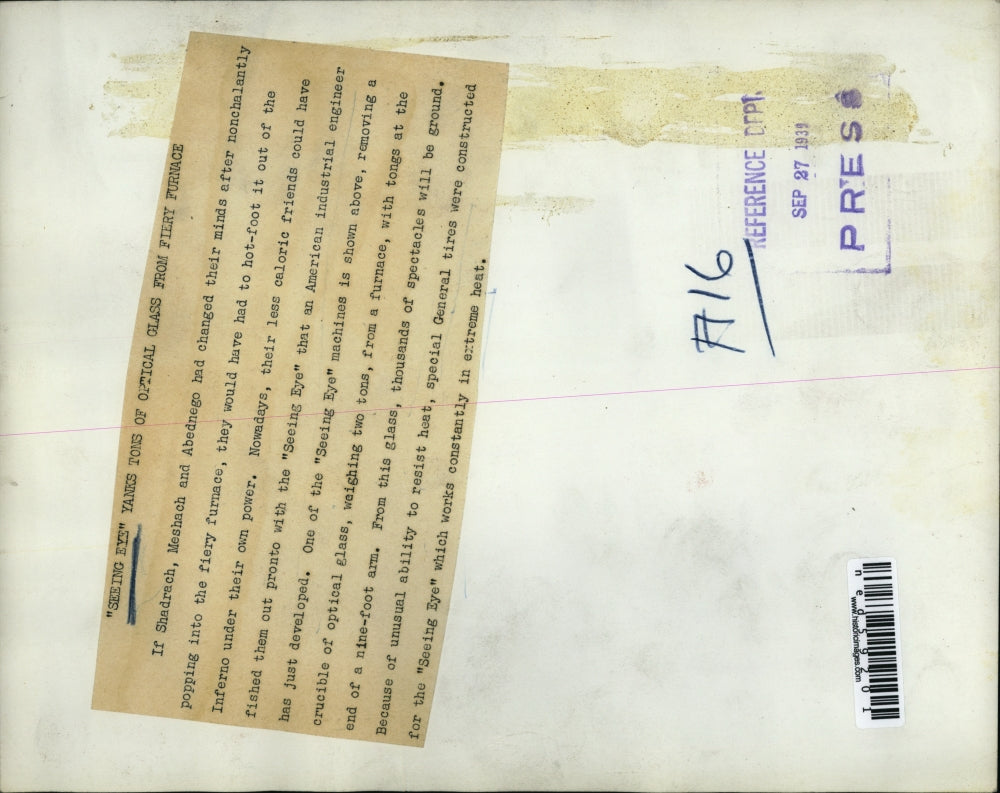 "SEEING EYE" YANKS TONS OF OPTICAL GLASS FROM FIERY FURNACE
If Shadrach, Meshach and Abednego had changed their minds after nonchalantly
popping into the fiery furnace, they would have had to hot-foot it out of the
Inferno under their own power. Nowadays, their less caloric friends could have
fished them out pronto with the "Seeing Eye" that an American industrial engineer
has just developed. One of the "Seeing Eye" machines is shown above, removing a
crucible of optical glass, weighing two tons, from a furnace, with tongs at the
end of a nine-foot arm. From this glass, thousands of spectacles will be ground.
Because of unusual ability to resist heat, special General tires were constructed
for the "Seeing Eye" which works constantly in extreme heat.
A16
REFERENCE DEPT.
SEP 27 1939
PRESS
www.historicimages.com
ned59201